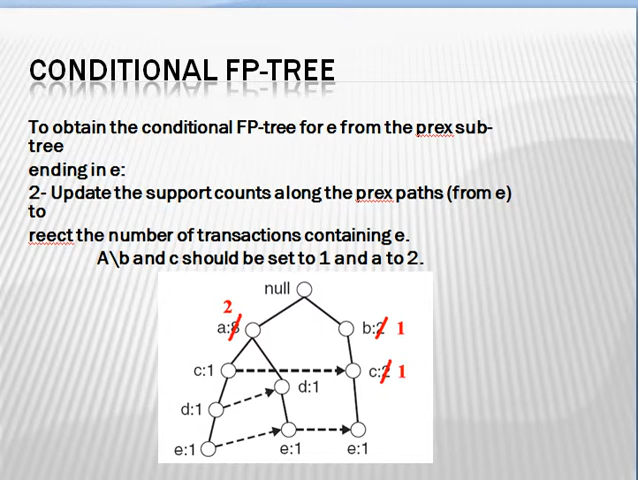 CONDITIONAL FP-TREE
To obtain the conditional FP-tree for e from the prex sub-
tree
ending in e:
2- Update the support counts along the prex paths (from e)
to
reect the number of transactions containing e.
A\b and c should be set to 1 and a to 2.
null
2
a:8
b:2 1
c:1
c:2 1
d:1
d:1
e:1
e:1
e:1